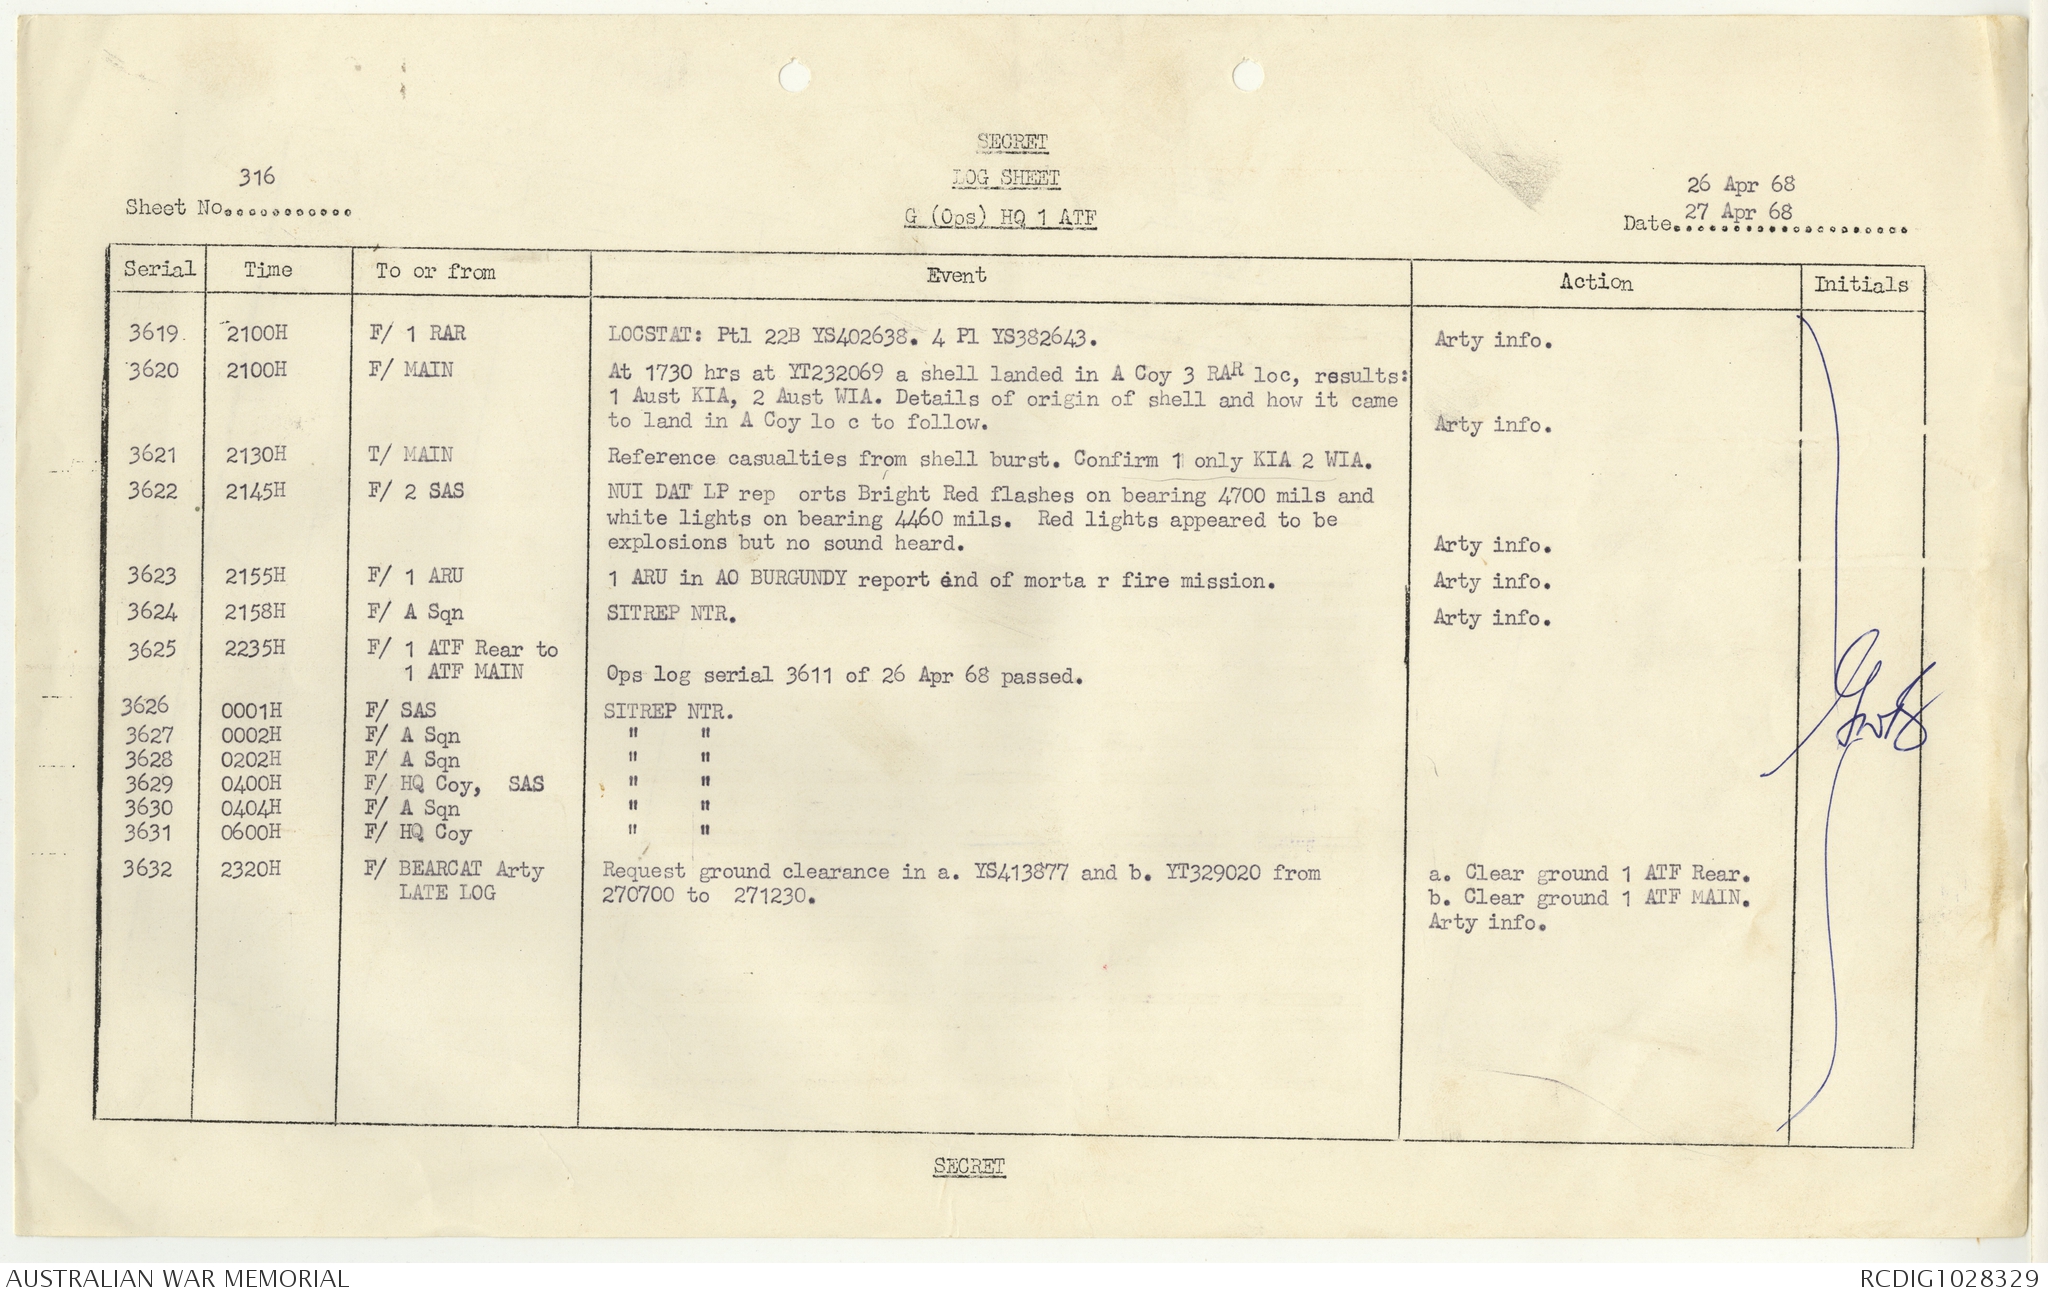 SECRET
LOG SHEET
G (Ops) HQ 1 ATF
316
Sheet No............
26 Apr 68
27 Apr 68
Date....................
Serial Time To or from Event Action Initials
3619 2100H F/ 1 RAR LOCSTAT: Ptl 22B YS402638. 4 Pl YS382643. Arty info.
3620 2100H F/ MAIN At 1730 hrs at YT232069 a shell landed in A Coy 3 RAR loc, results:
1 Aust KIA, 2 Aust WIA. Details of origin of shell and how it came
to land in A Coy lo c to follow. Arty info.
3621 2130H T/ MAIN Reference casualties from shell burst. Confirm 1 only KIA 2 WIA.
3622 2145H F/ 2 SAS NUI DAT LP rep orts Bright Red flashes on bearing 4700 mils and
white lights on bearing 4460 mils. Red lights appeared to be
explosions but no sound heard. Arty info.
3623 2155H F/ 1 ARU 1 ARU in AO BURGUNDY report end of morta r fire mission. Arty info.
3624 2158H F/ A Sqn SITREP NTR. Arty info.
3625 2235H F/ 1 ATF Rear to
1 ATF MAIN Ops log serial 3611 of 26 Apr 68 passed.
3626 0001H F/ SAS SITREP NTR.
3627 0002H F/ A Sqn " "
3628 0202H F/ A Sqn " "
3629 0400H F/ HQ Coy, SAS " "
3630 0404H F/ A Sqn " "
3631 0600H F/ HQ Coy " "
3632 2320H F/ BEARCAT Arty Request ground clearance in a. YS413877 and b. YT329020 from a. Clear ground 1 ATF Rear.
LATE LOG 270700 to 271230. b. Clear ground 1 ATF MAIN.
Arty info.
SECRET
AUSTRALIAN WAR MEMORIAL
RCDIG1028329